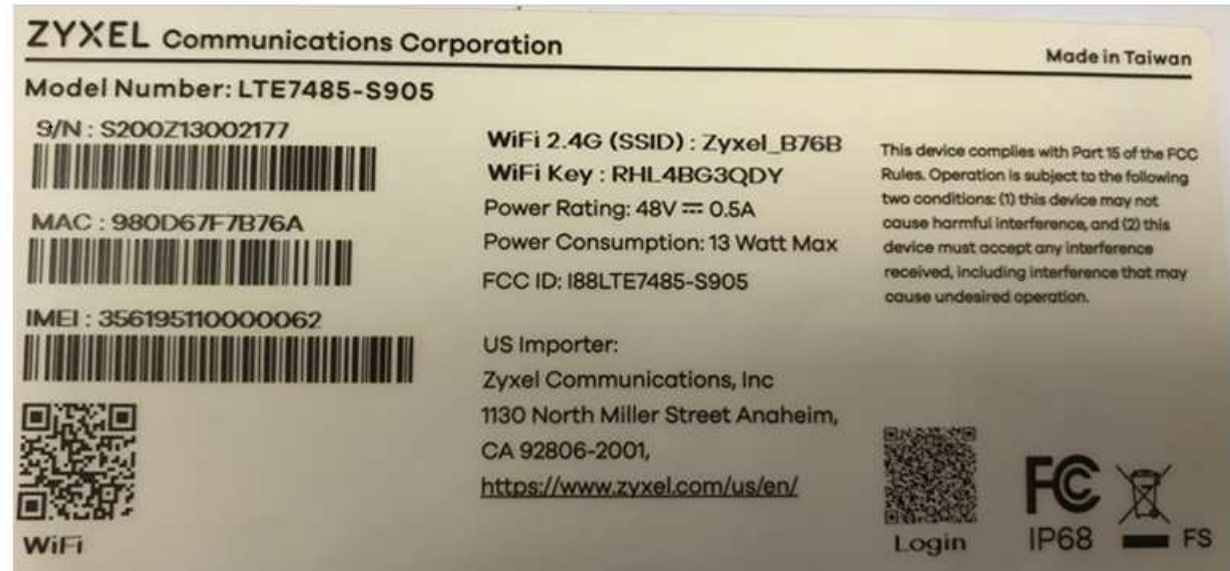 ZYXEL Communications Corporation
Made in Taiwan
Model Number: LTE7485-S905
S/N : S200Z13002177
MAC : 980D67F7B76A
IMEI : 356195110000062
WiFi
WiFi 2.4G (SSID) : Zyxel_B76B
WiFi Key : RHL4BG3QDY
Power Rating: 48V ⎓ 0.5A
Power Consumption: 13 Watt Max
FCC ID: I88LTE7485-S905
US Importer:
Zyxel Communications, Inc
1130 North Miller Street Anaheim,
CA 92806-2001,
https://www.zyxel.com/us/en/
This device complies with Part 15 of the FCC
Rules. Operation is subject to the following
two conditions: (1) this device may not
cause harmful interference, and (2) this
device must accept any interference
received, including interference that may
cause undesired operation.
Login
FC
IP68
FS